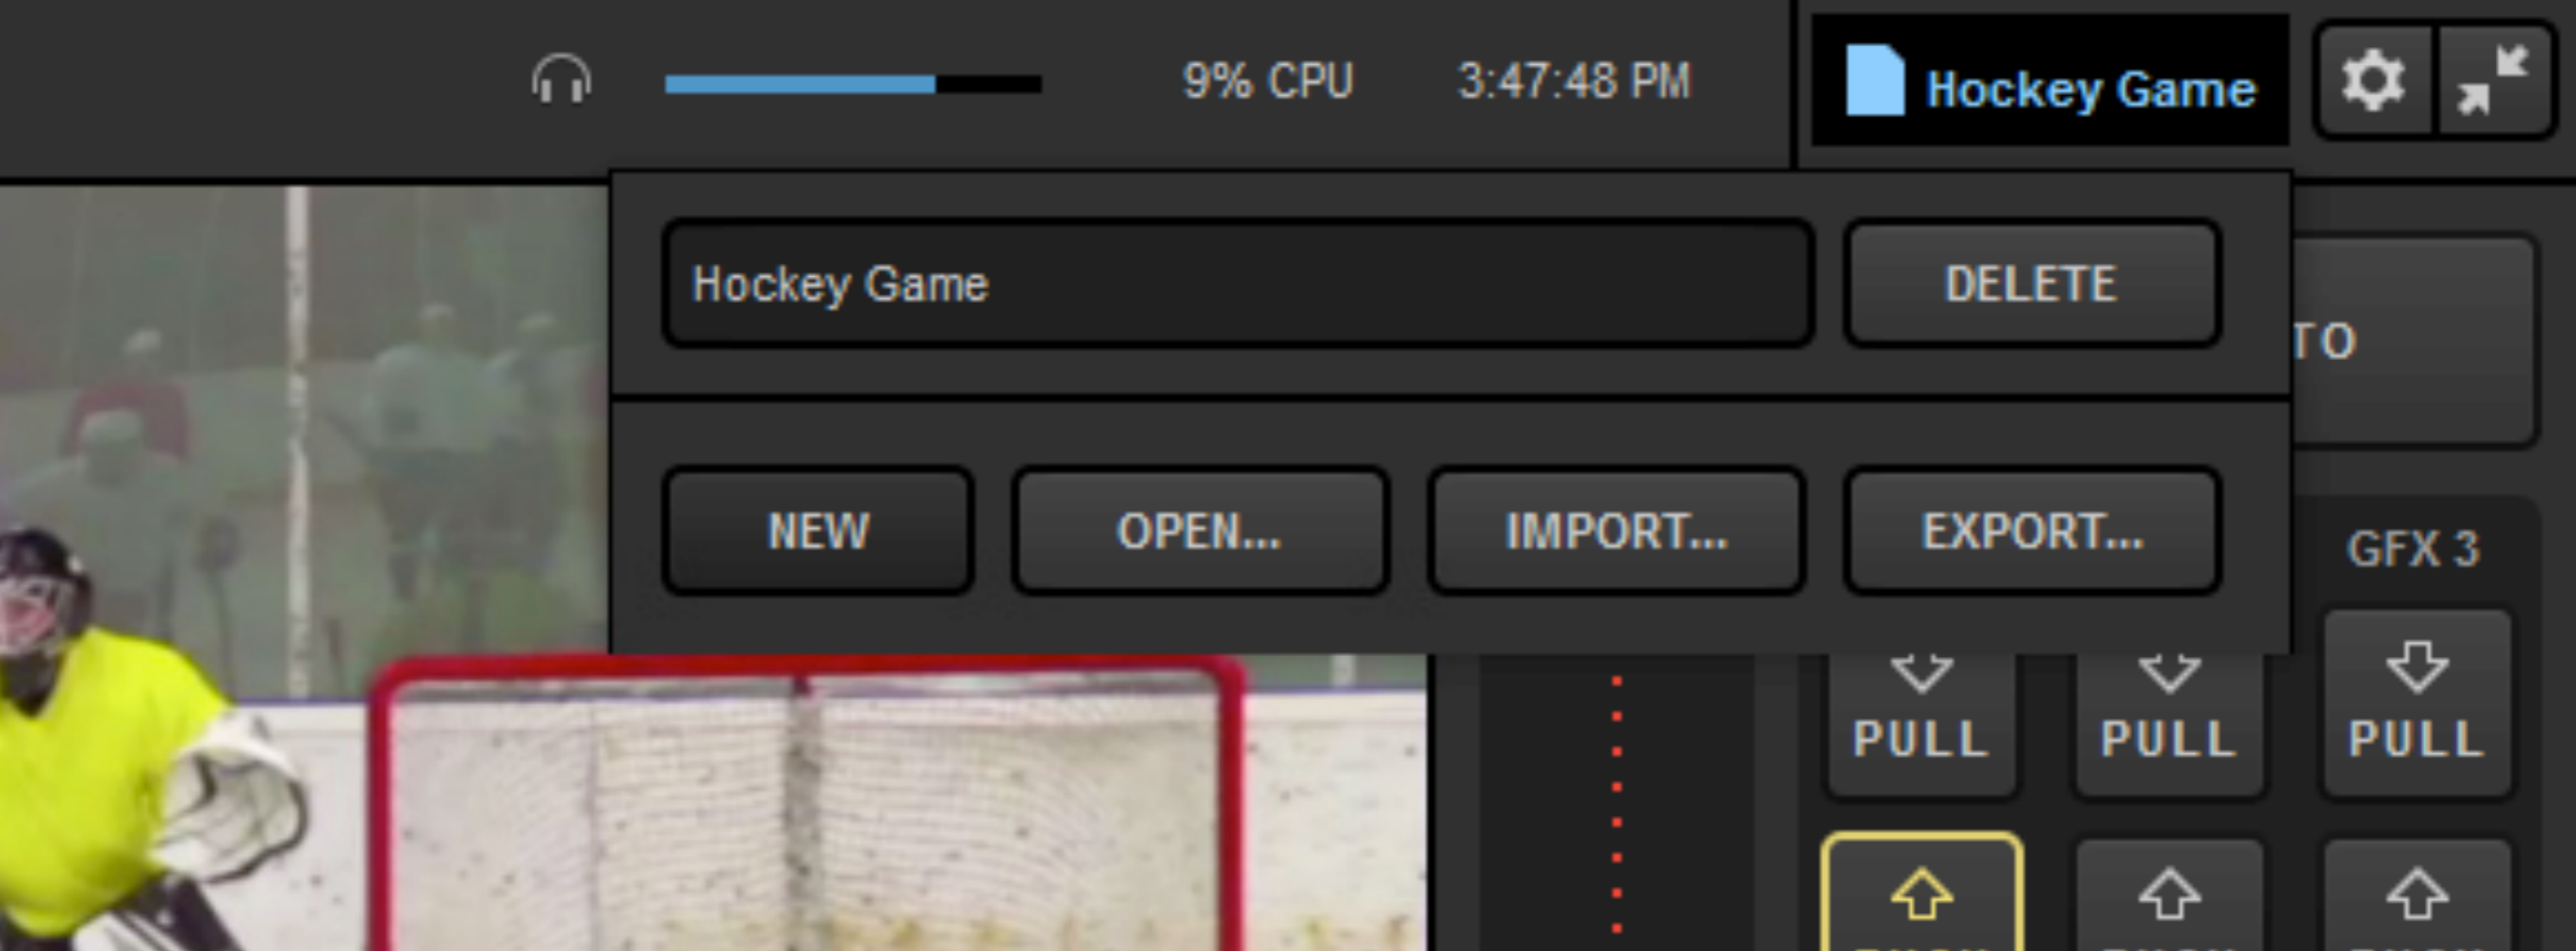 9% CPU 3:47:48 PM Hockey Game
Hockey Game DELETE
TO
NEW OPEN... IMPORT... EXPORT...
GFX 3
PULL PULL PULL